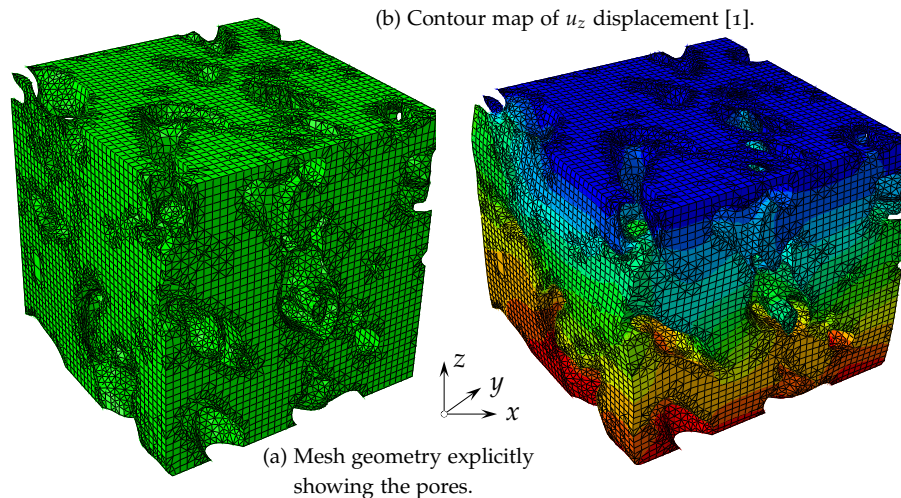 (b) Contour map of u_z displacement [1].
z
y
x
(a) Mesh geometry explicitly
showing the pores.